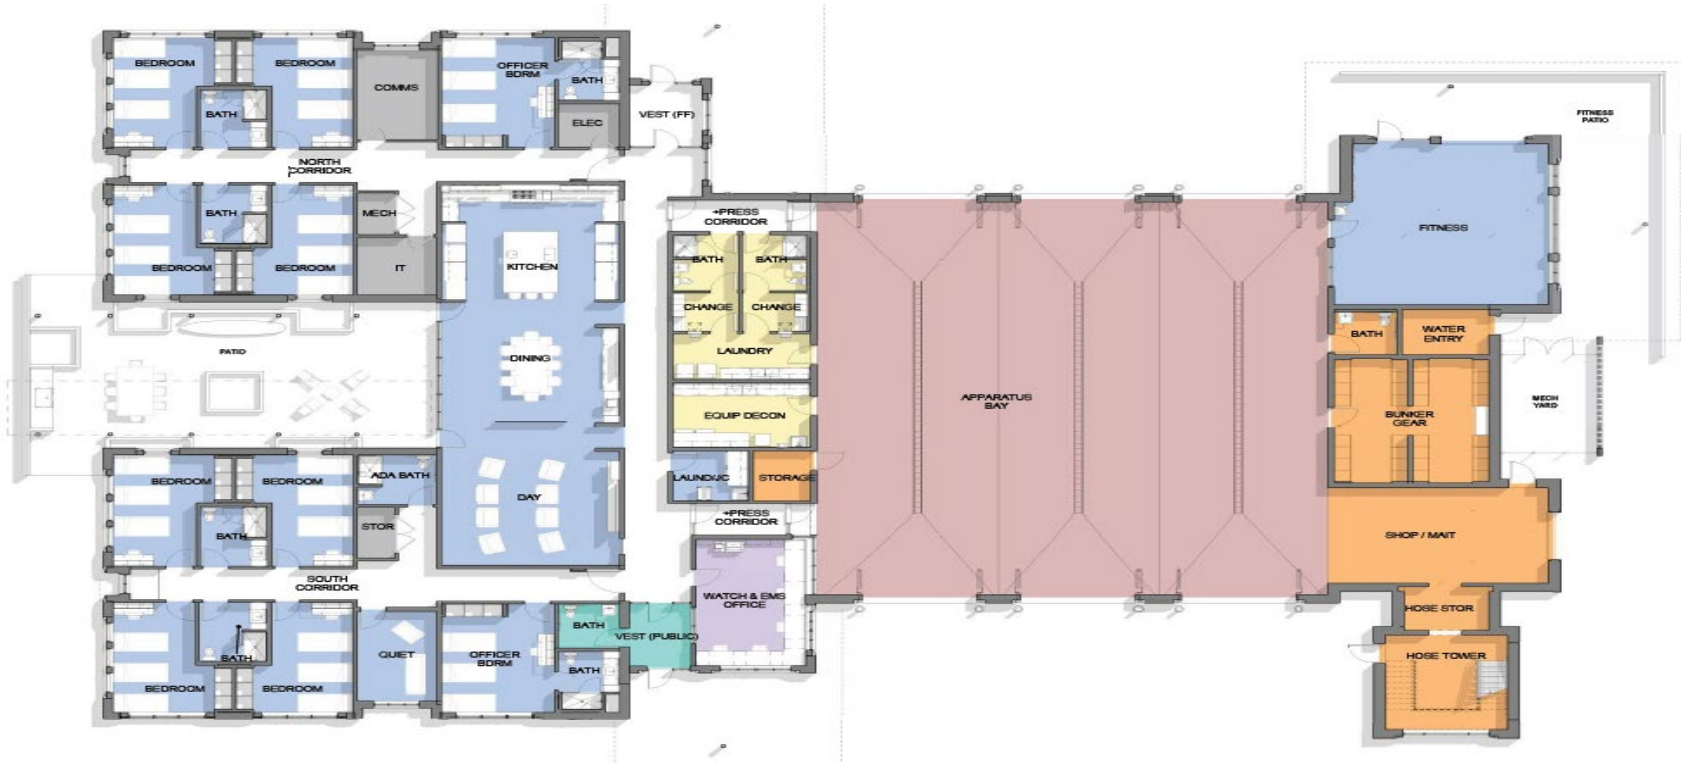 BEDROOM
BEDROOM
BATH
COMMS
OFFICER
BDRM
BATH
ELEC
VEST (FF)
NORTH
CORRIDOR
BATH
MECH
BEDROOM
BEDROOM
IT
KITCHEN
PATIO
DINING
DAY
BEDROOM
BEDROOM
ADA BATH
BATH
STOR
SOUTH
CORRIDOR
BATH
BEDROOM
BEDROOM
QUIET
OFFICER
BDRM
BATH
BATH
VEST (PUBLIC)
+PRESS
CORRIDOR
BATH
BATH
CHANGE
CHANGE
LAUNDRY
EQUIP DECON
LAUND/JC
STORAGE
+PRESS
CORRIDOR
WATCH & EMS
OFFICE
APPARATUS
BAY
FITNESS
PATIO
FITNESS
BATH
WATER
ENTRY
BUNKER
GEAR
MECH
YARD
SHOP / MAIT
HOSE STOR
HOSE TOWER